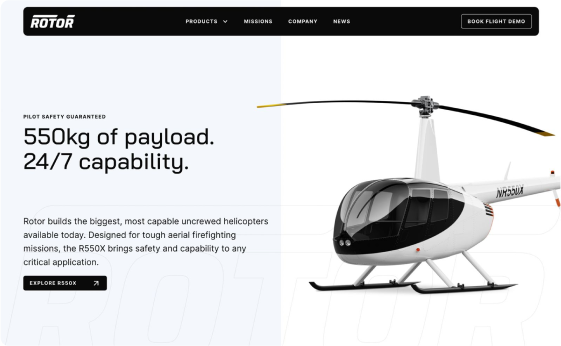 ROTOR
PRODUCTS
MISSIONS
COMPANY
NEWS
BOOK FLIGHT DEMO
PILOT SAFETY GUARANTEED
550kg of payload.
24/7 capability.
Rotor builds the biggest, most capable uncrewed helicopters
available today. Designed for tough aerial firefighting
missions, the R550X brings safety and capability to any
critical application.
EXPLORE R550X
NR550X
ROTOR